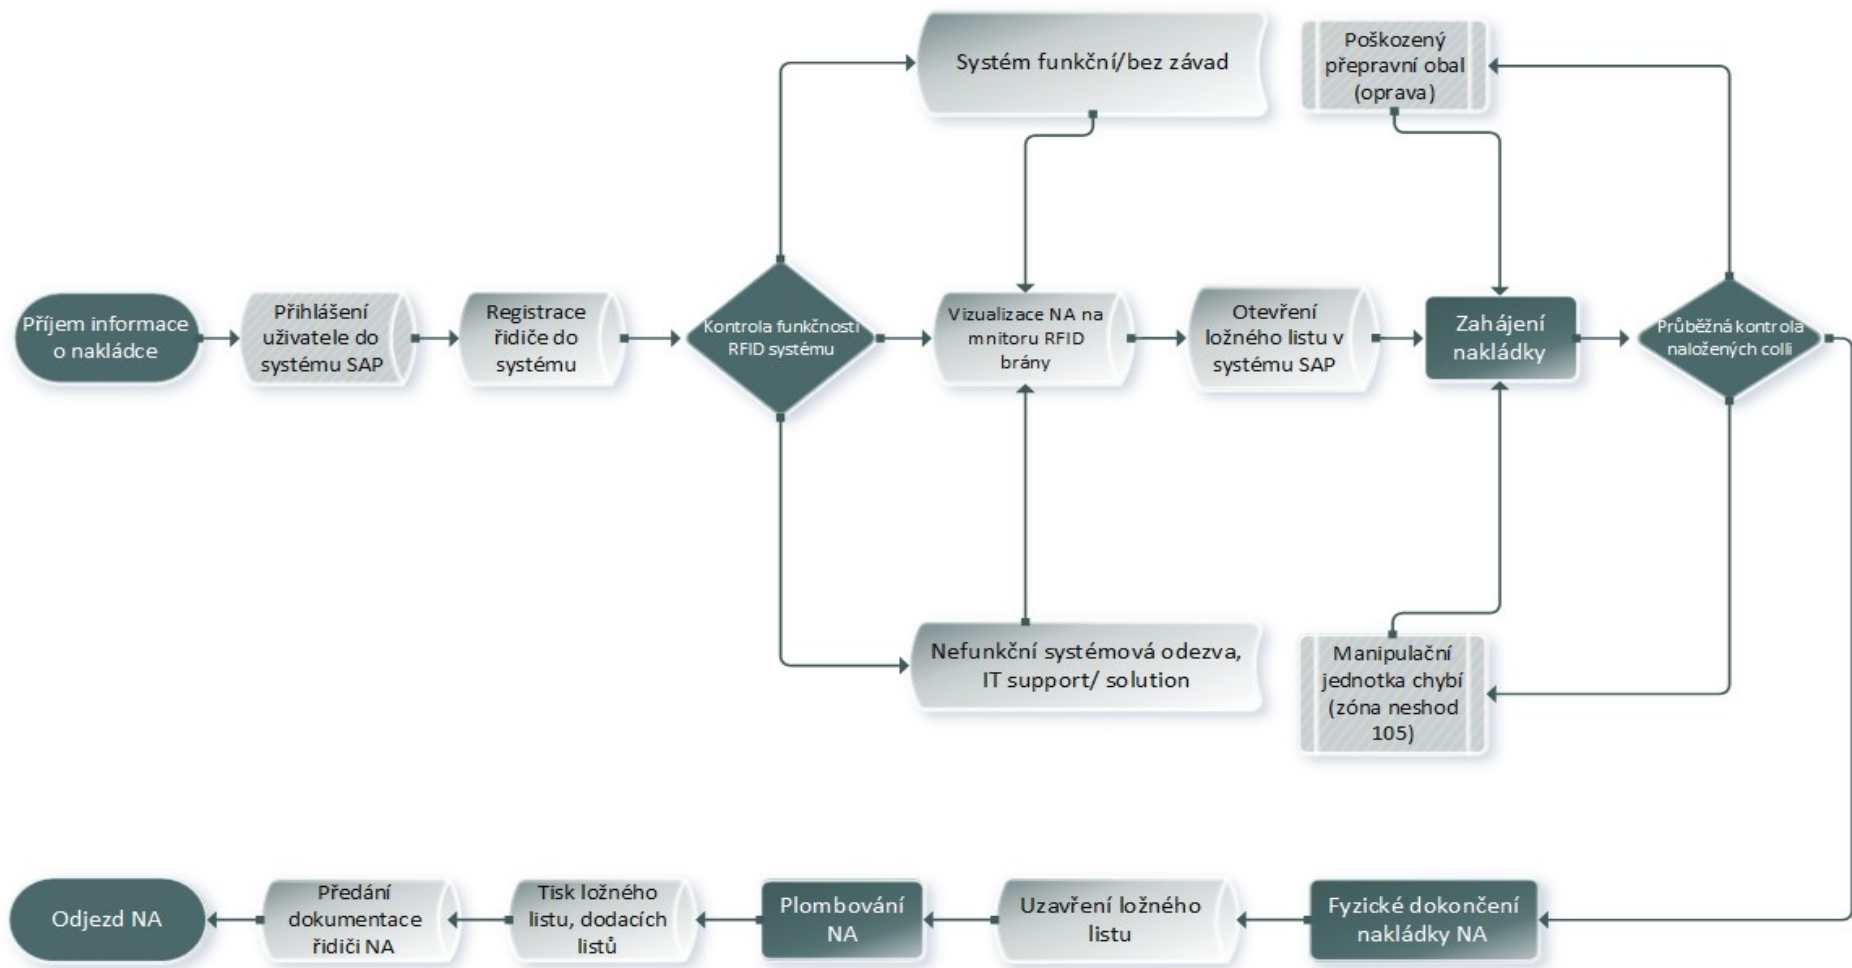 Systém funkční/bez závad
Poškozený
přepravní obal
(oprava)
Příjem informace
o nakládce
Přihlášení
uživatele do
systému SAP
Registrace
řidiče do
systému
Kontrola funkčnosti
RFID systému
Vizualizace NA na
mnitoru RFID
brány
Otevření
ložného listu v
systému SAP
Zahájení
nakládky
Průběžná kontrola
naložených colli
Nefunkční systémová odezva,
IT support/ solution
Manipulační
jednotka chybí
(zóna neshod
105)
Odjezd NA
Předání
dokumentace
řidiči NA
Tisk ložného
listu, dodacích
listů
Plombování
NA
Uzavření ložného
listu
Fyzické dokončení
nakládky NA